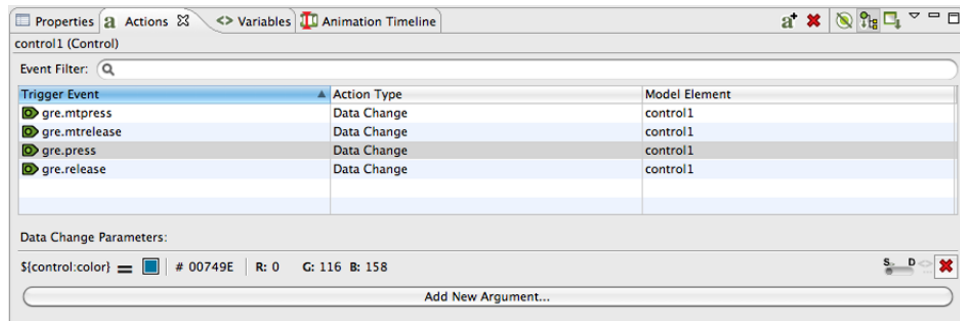 Properties a Actions <> Variables Animation Timeline a+
control1 (Control)
Event Filter:
Trigger Event Action Type Model Element
gre.mtpress Data Change control1
gre.mtrelease Data Change control1
gre.press Data Change control1
gre.release Data Change control1
Data Change Parameters:
${control:color} = # 00749E R: 0 G: 116 B: 158 S D
Add New Argument...